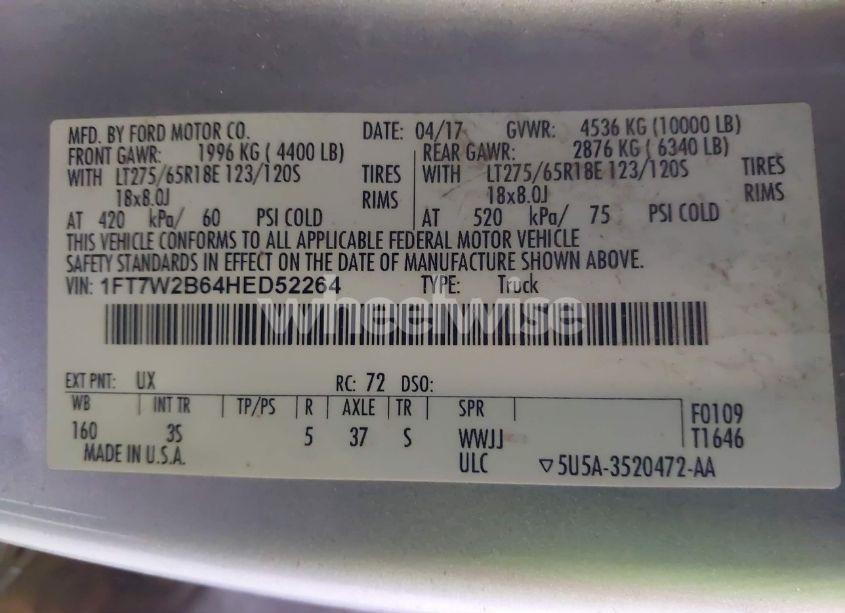 MFD. BY FORD MOTOR CO. DATE: 04/17 GVWR: 4536 KG (10000 LB)
FRONT GAWR: 1996 KG ( 4400 LB) REAR GAWR: 2876 KG ( 6340 LB)
WITH LT275/65R18E 123/120S TIRES WITH LT275/65R18E 123/120S TIRES
18x8.0J RIMS 18x8.0J RIMS
AT 420 kPa/ 60 PSI COLD AT 520 kPa/ 75 PSI COLD
THIS VEHICLE CONFORMS TO ALL APPLICABLE FEDERAL MOTOR VEHICLE
SAFETY STANDARDS IN EFFECT ON THE DATE OF MANUFACTURE SHOWN ABOVE.
VIN: 1FT7W2B64HED52264 TYPE: Truck
wheelwise
EXT PNT: UX RC: 72 DSO:
WB INT TR TP/PS R AXLE TR SPR F0109
160 3S 5 37 S WWJJ T1646
MADE IN U.S.A. ULC ▽5U5A-3520472-AA